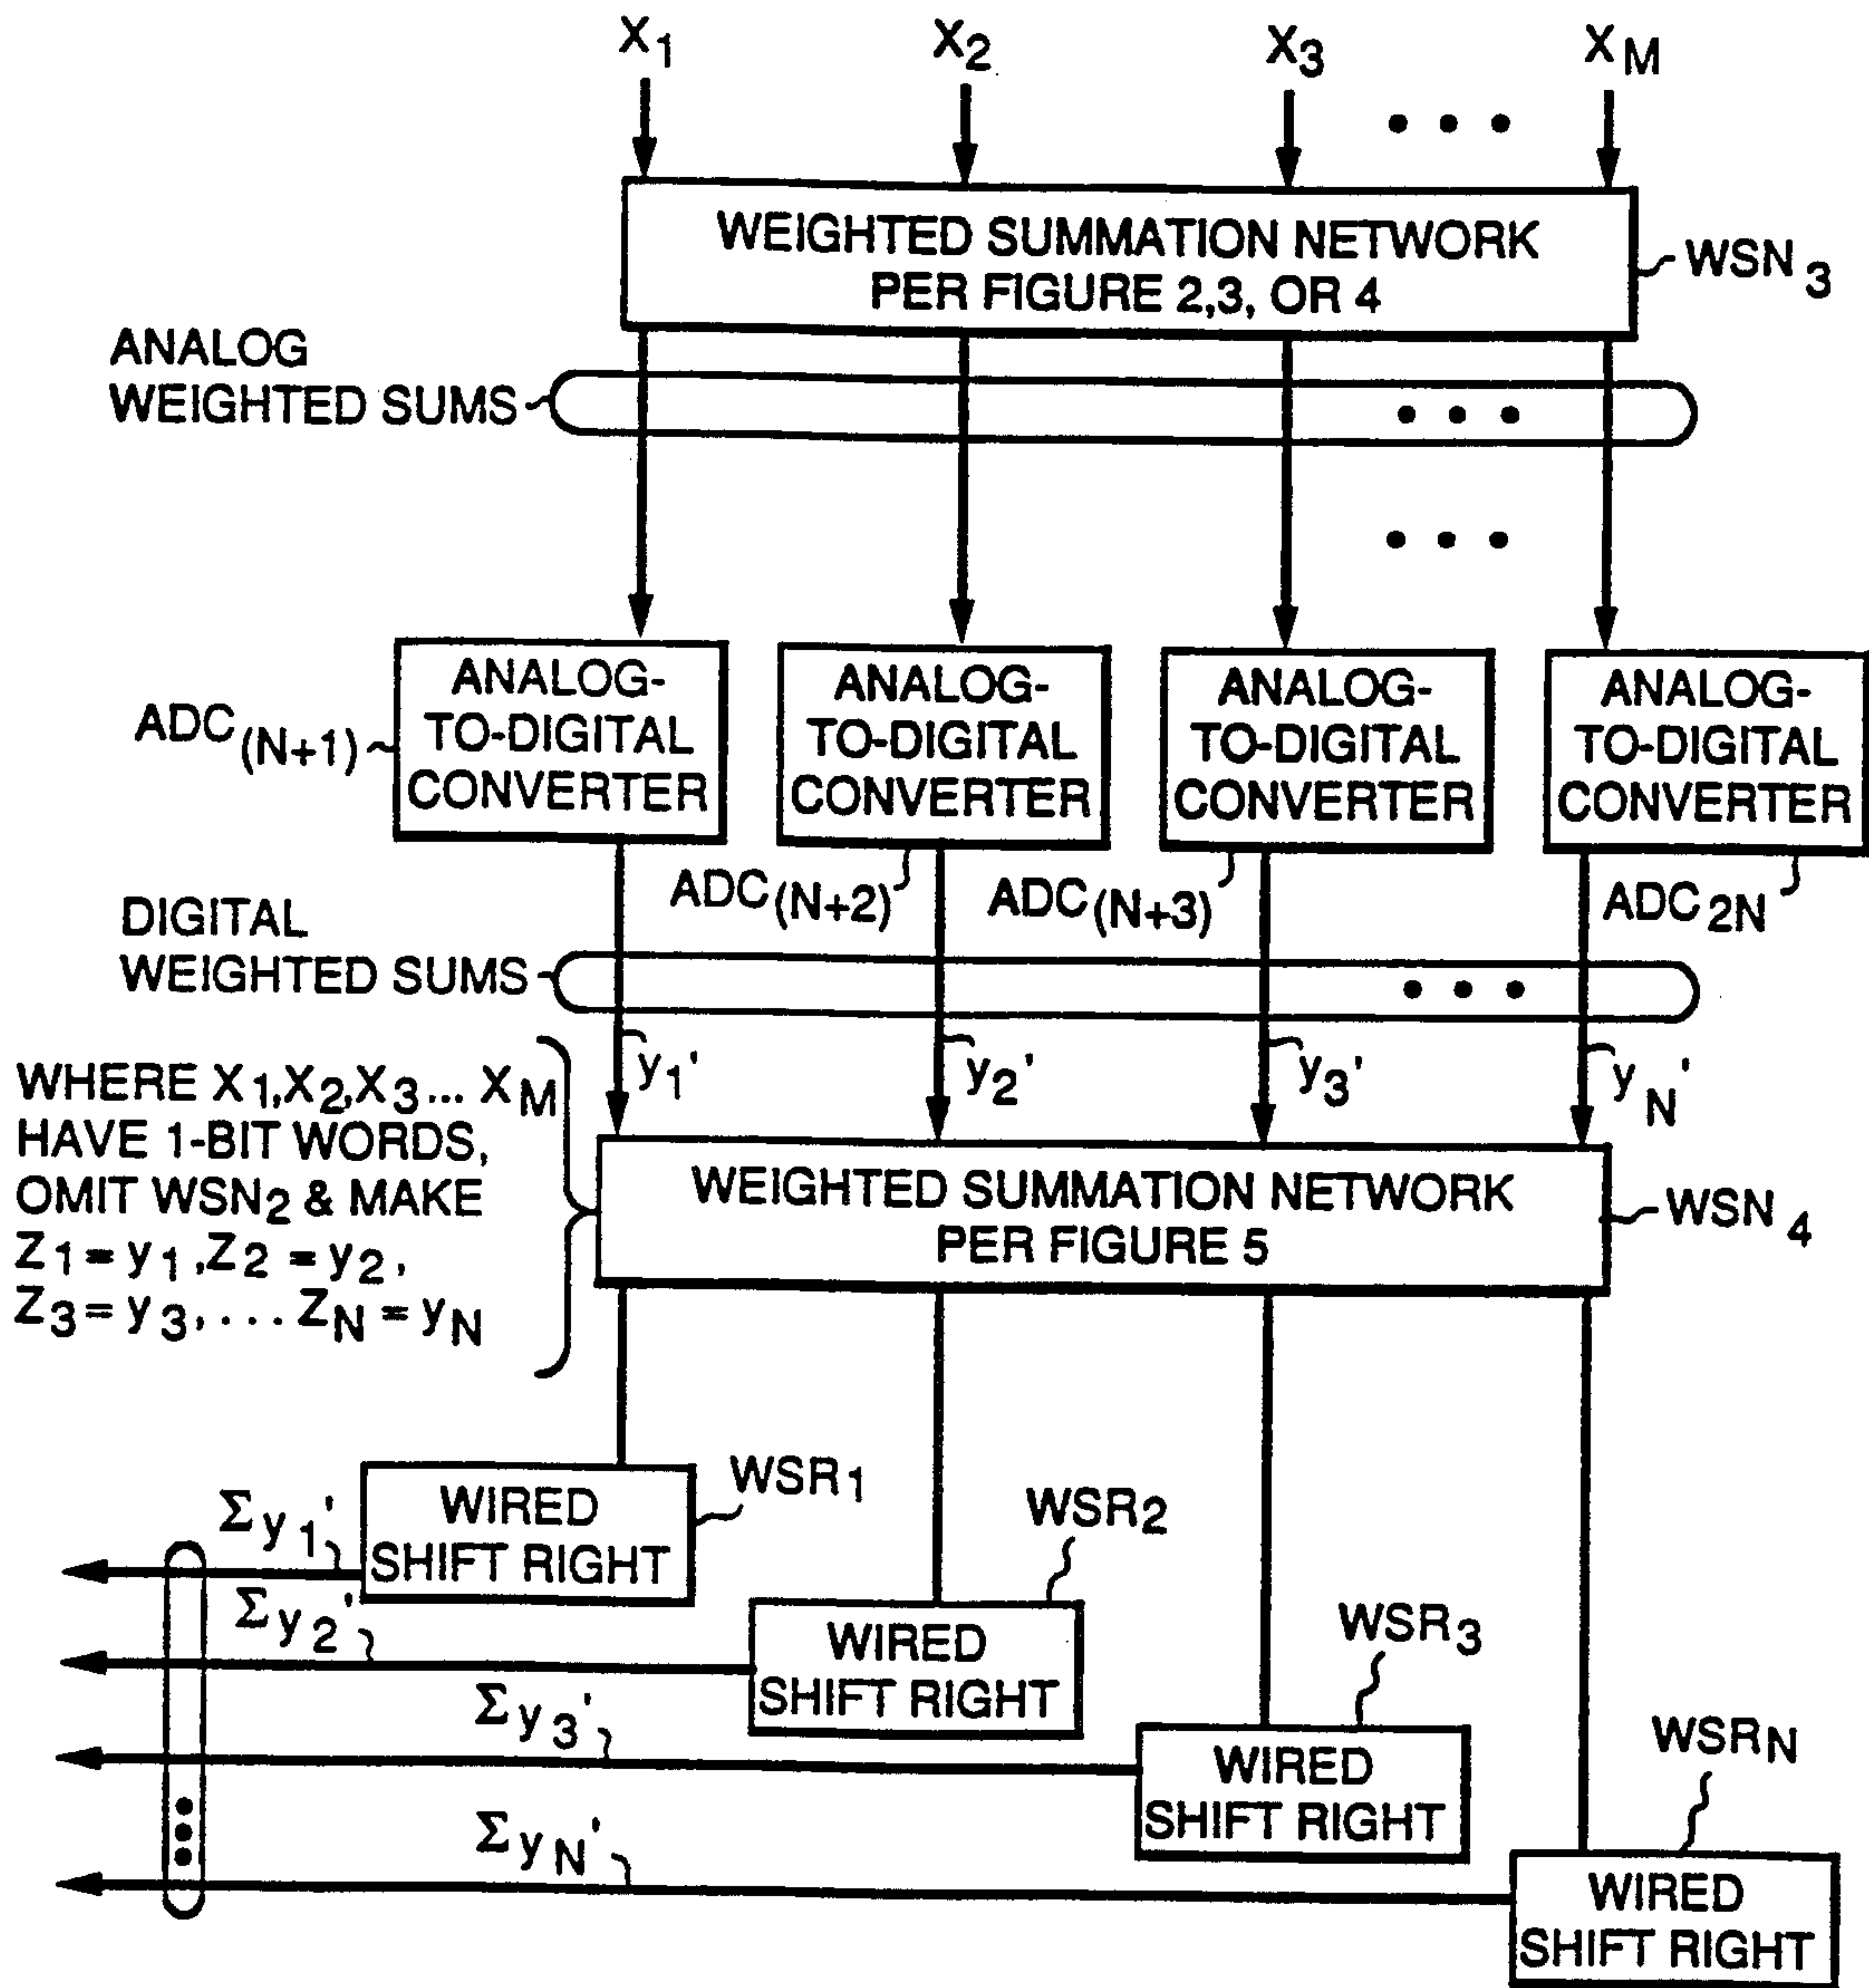 X1 X2 X3 • • • XM
WEIGHTED SUMMATION NETWORK
PER FIGURE 2,3, OR 4
WSN3
ANALOG
WEIGHTED SUMS
• • •
• • •
ANALOG-
TO-DIGITAL
CONVERTER
ADC(N+1)
ANALOG-
TO-DIGITAL
CONVERTER
ADC(N+2)
ANALOG-
TO-DIGITAL
CONVERTER
ADC(N+3)
ANALOG-
TO-DIGITAL
CONVERTER
ADC2N
DIGITAL
WEIGHTED SUMS
• • •
y1' y2' y3' yN'
WHERE X1,X2,X3... XM
HAVE 1-BIT WORDS,
OMIT WSN2 & MAKE
Z1=y1,Z2=y2,
Z3=y3,...ZN=yN
WEIGHTED SUMMATION NETWORK
PER FIGURE 5
WSN4
WIRED
SHIFT RIGHT
WSR1
Σy1'
WIRED
SHIFT RIGHT
WSR2
Σy2'
WIRED
SHIFT RIGHT
WSR3
Σy3'
WIRED
SHIFT RIGHT
WSRN
ΣyN'